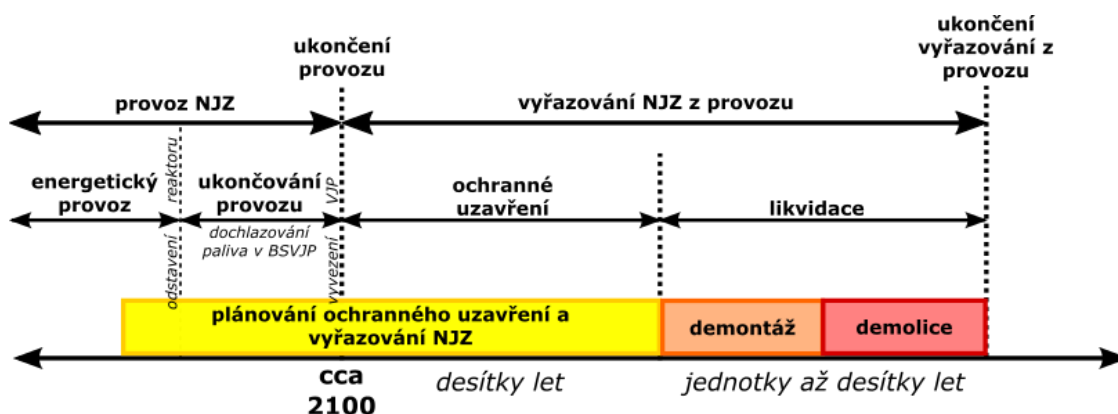 ukončení
provozu
ukončení
vyřazování z
provozu
provoz NJZ
vyřazování NJZ z provozu
energetický
provoz
odstavení reaktoru
ukončování
provozu
dochlazování
paliva v BSVJP
vyvezení VJP
ochranné
uzavření
likvidace
plánování ochranného uzavření a
vyřazování NJZ
demontáž
demolice
cca
2100
desítky let
jednotky až desítky let